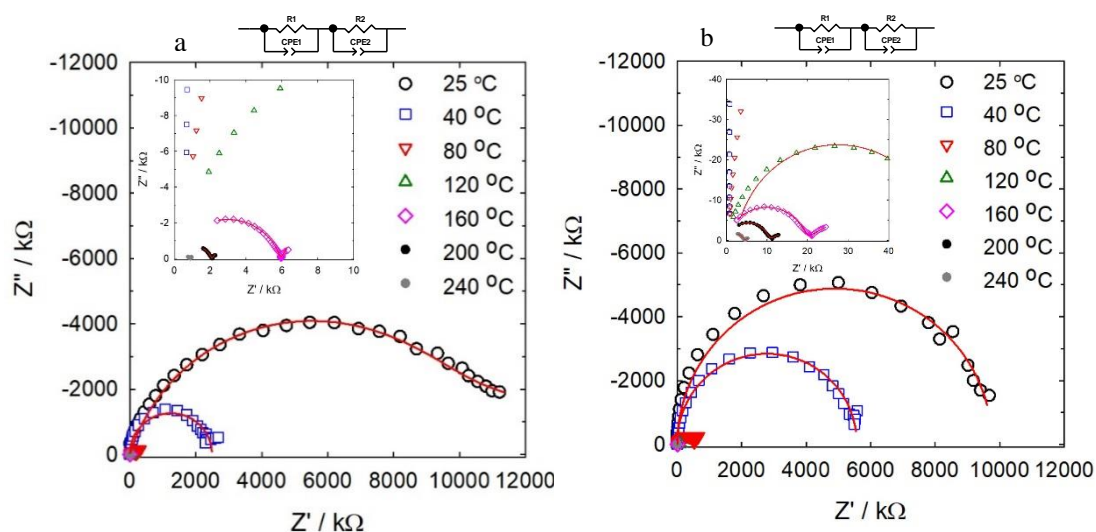 a
R1 R2
CPE1 CPE2
-12000
-10000
-8000
-6000
-4000
-2000
0
0 2000 4000 6000 8000 10000 12000
Z'' / kΩ
Z' / kΩ
-10
-8
-6
-4
-2
0
0 2 4 6 8 10
Z'' / kΩ
Z' / kΩ
25 °C
40 °C
80 °C
120 °C
160 °C
200 °C
240 °C
b
R1 R2
CPE1 CPE2
-12000
-10000
-8000
-6000
-4000
-2000
0
0 2000 4000 6000 8000 10000 12000
Z'' / kΩ
Z' / kΩ
-40
-30
-20
-10
0
0 10 20 30 40
Z'' / kΩ
Z' / kΩ
25 °C
40 °C
80 °C
120 °C
160 °C
200 °C
240 °C